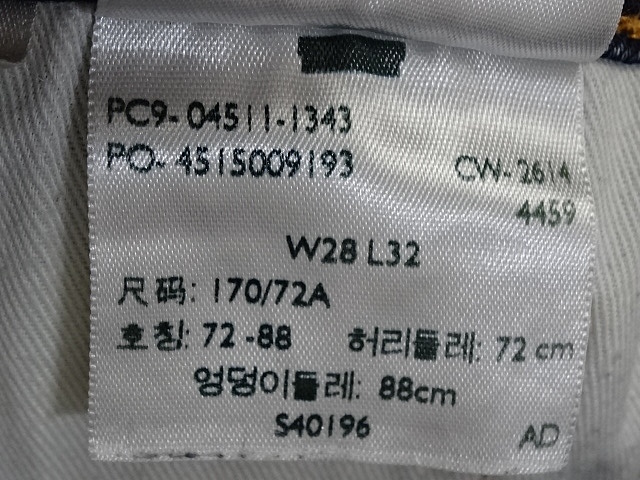 PC9-04511-1343
PO-4515009193 CW-2614
4459
W28 L32
尺码: 170/72A
호칭: 72-88 허리둘레: 72 cm
엉덩이둘레: 88cm
S40196 AD